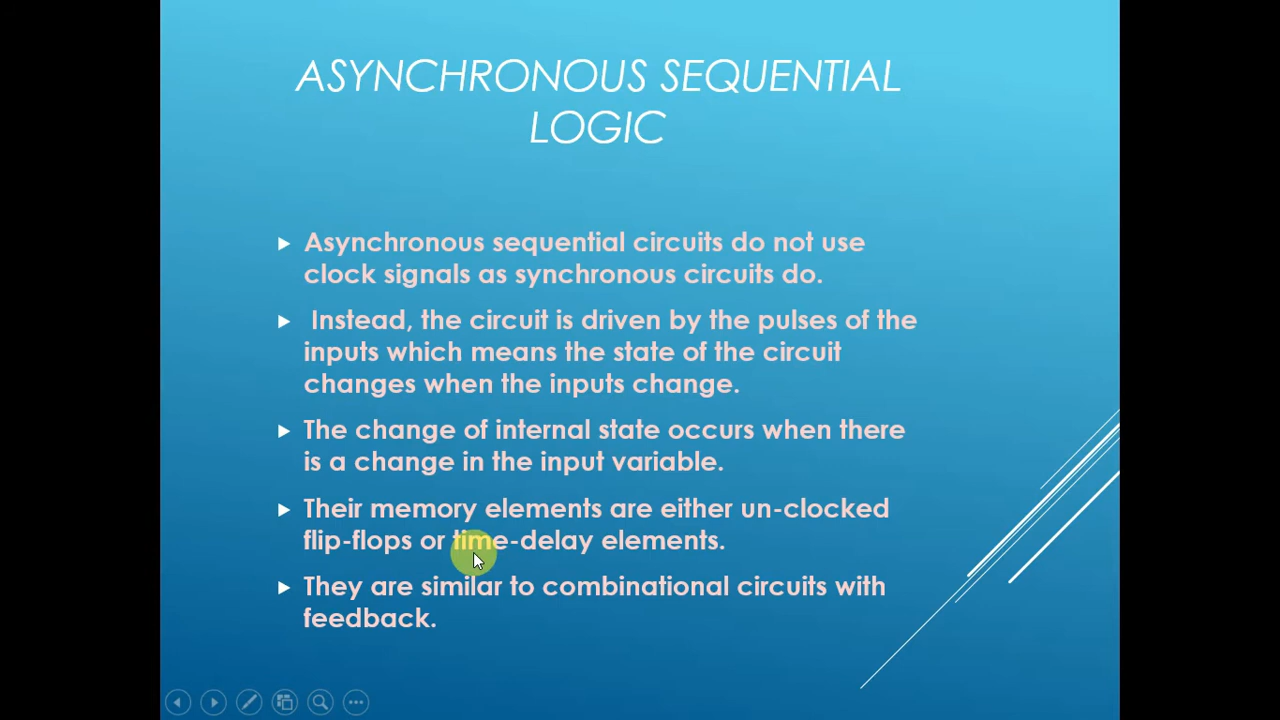 ASYNCHRONOUS SEQUENTIAL
LOGIC
Asynchronous sequential circuits do not use
clock signals as synchronous circuits do.
Instead, the circuit is driven by the pulses of the
inputs which means the state of the circuit
changes when the inputs change.
The change of internal state occurs when there
is a change in the input variable.
Their memory elements are either un-clocked
flip-flops or time-delay elements.
They are similar to combinational circuits with
feedback.